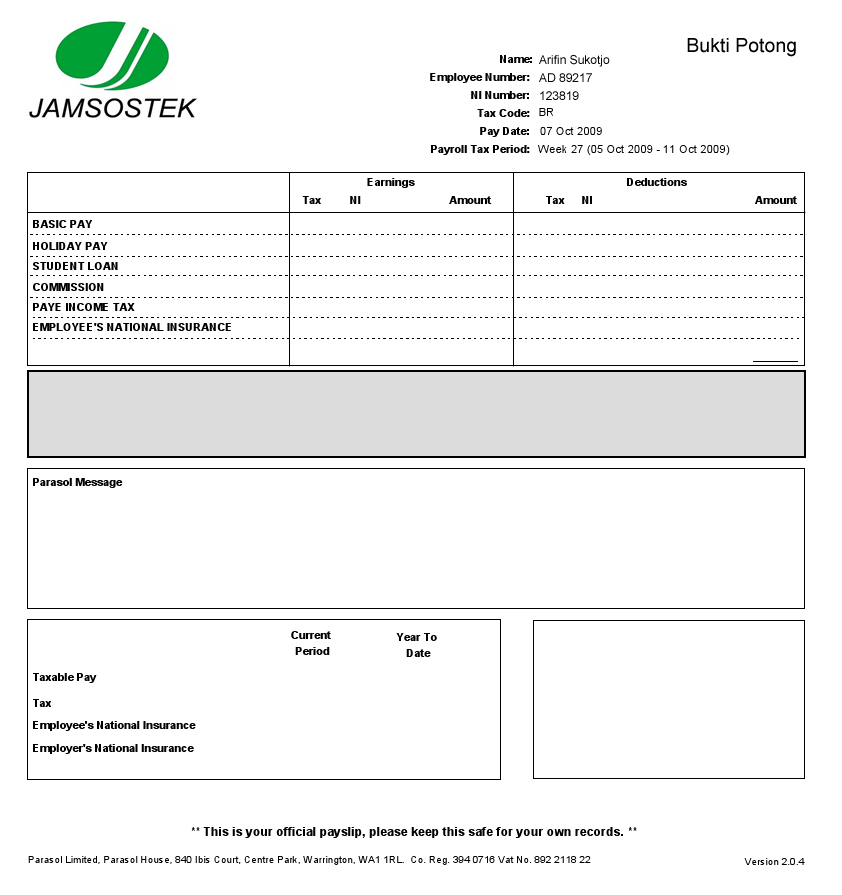 JAMSOSTEK
Bukti Potong
Name: Arifin Sukotjo
Employee Number: AD 89217
NI Number: 123819
Tax Code: BR
Pay Date: 07 Oct 2009
Payroll Tax Period: Week 27 (05 Oct 2009 - 11 Oct 2009)
Earnings Deductions
Tax NI Amount Tax NI Amount
BASIC PAY
HOLIDAY PAY
STUDENT LOAN
COMMISSION
PAYE INCOME TAX
EMPLOYEE'S NATIONAL INSURANCE
Parasol Message
Current Year To
Period Date
Taxable Pay
Tax
Employee's National Insurance
Employer's National Insurance
** This is your official payslip, please keep this safe for your own records. **
Parasol Limited, Parasol House, 840 Ibis Court, Centre Park, Warrington, WA1 1RL. Co. Reg. 3940716 Vat No. 892 2118 22
Version 2.0.4